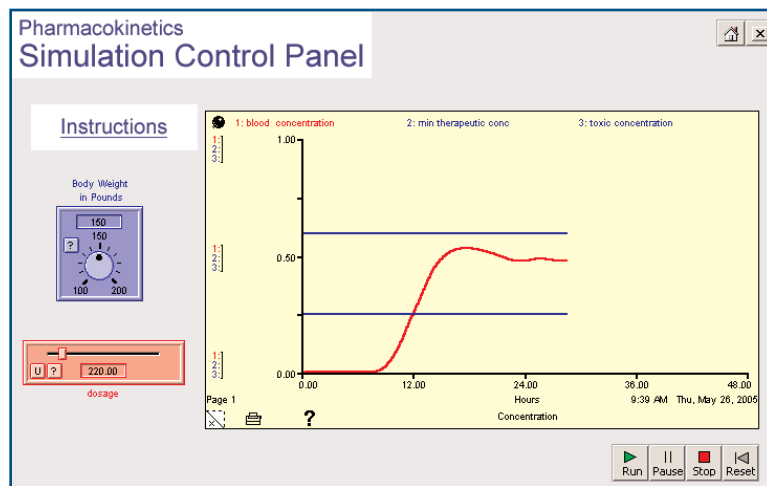 Pharmacokinetics
Simulation Control Panel
Instructions
1: blood concentration 2: min therapeutic conc 3: toxic concentration
1:
2:
3:
1.00
Body Weight
in Pounds
150
150
?
100 200
1:
2:
3:
0.50
1:
2:
3:
0.00
220.00
U ?
dosage
0.00 12.00 24.00 36.00 48.00
Page 1 Hours 9:39 AM Thu, May 26, 2005
? Concentration
Run Pause Stop Reset